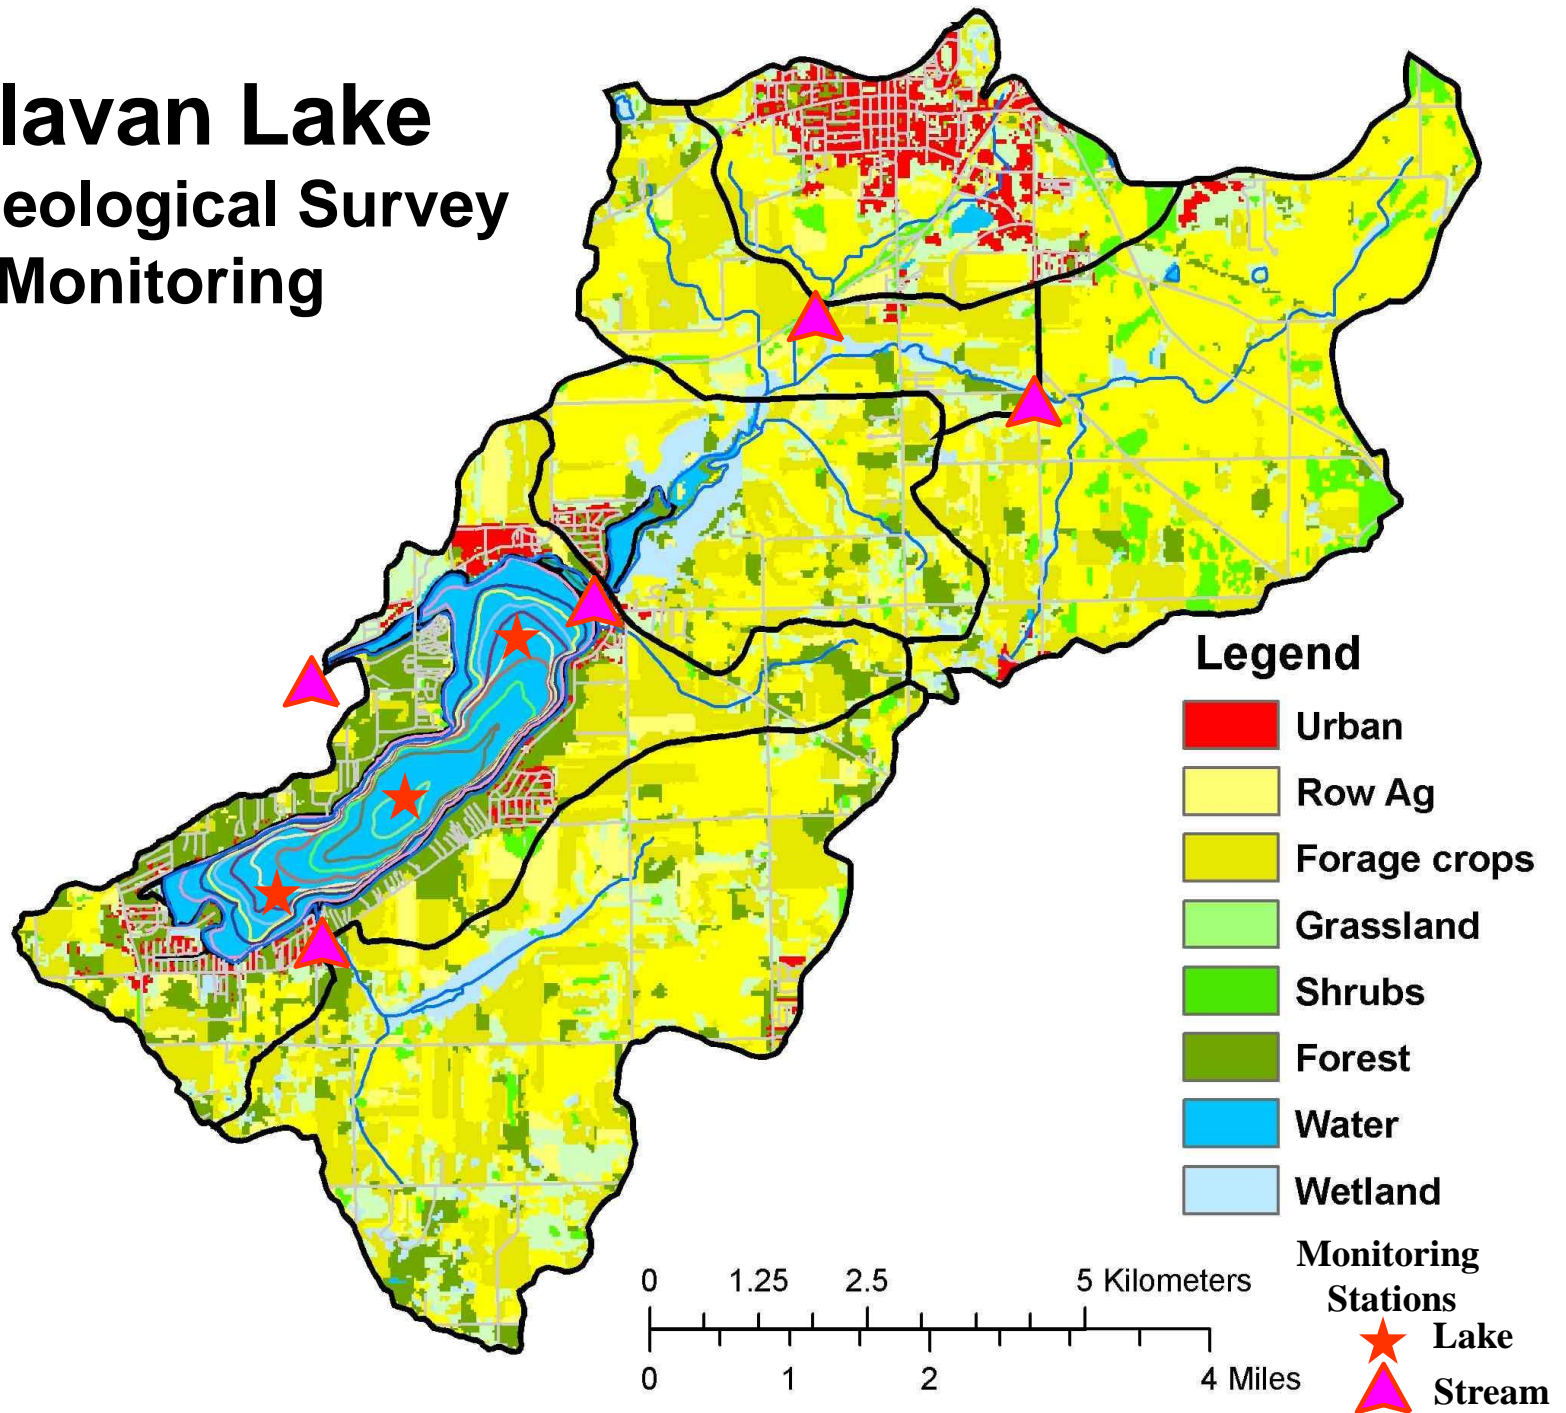 lavan Lake
eological Survey
Monitoring
Legend
Urban
Row Ag
Forage crops
Grassland
Shrubs
Forest
Water
Wetland
Monitoring
Stations
Lake
Stream
0 1.25 2.5 5 Kilometers
0 1 2 4 Miles